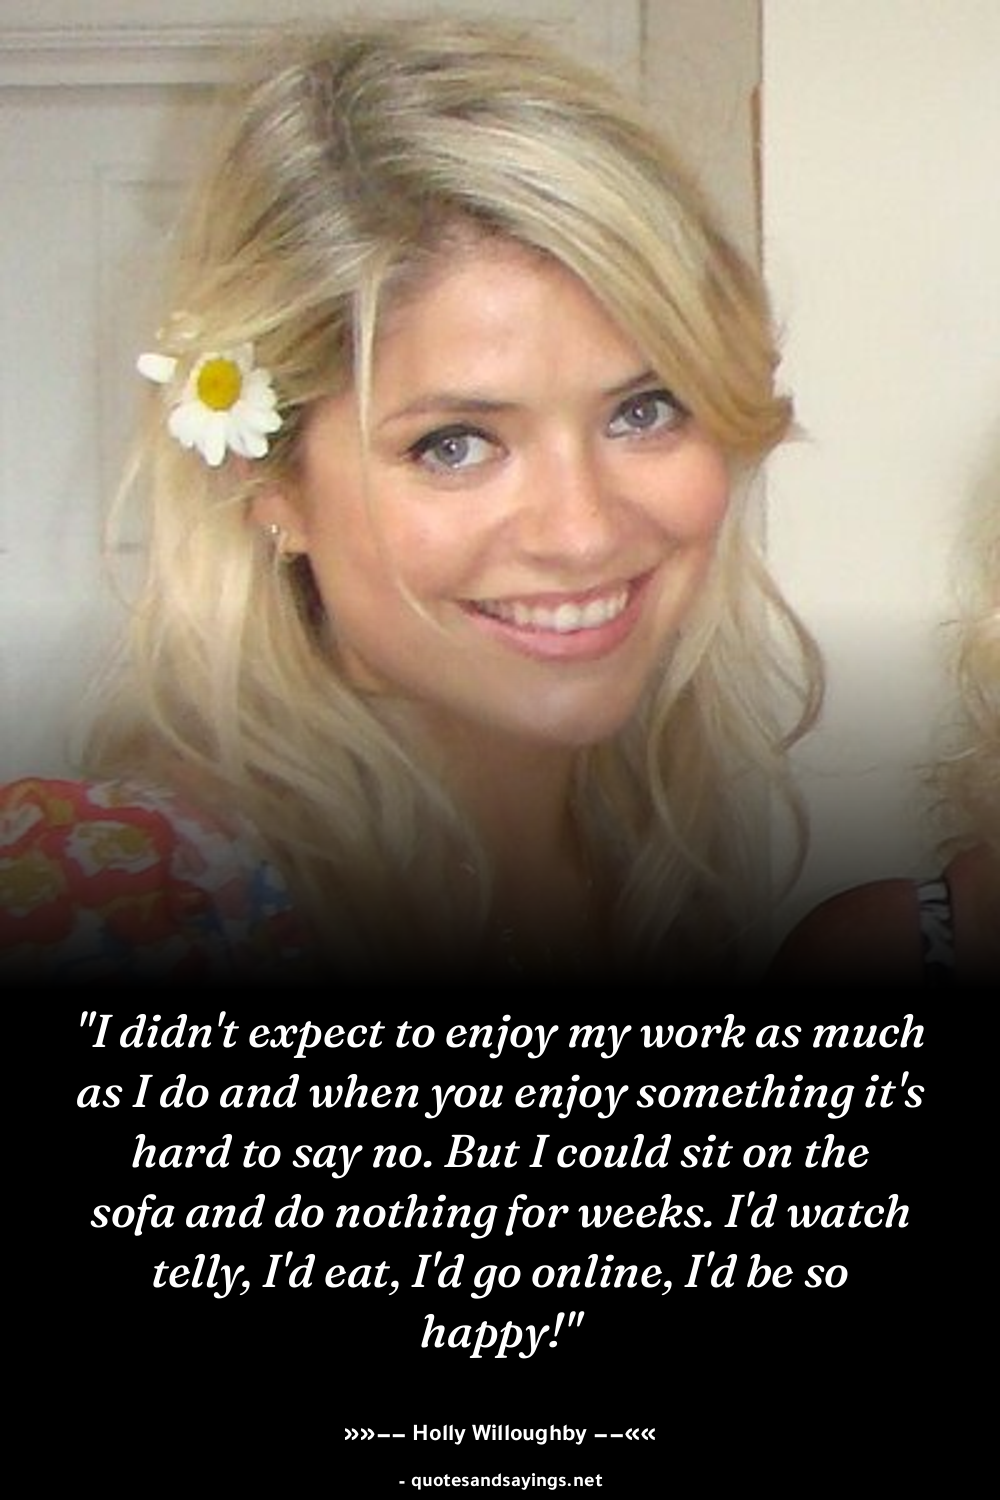 "I didn't expect to enjoy my work as much
as I do and when you enjoy something it's
hard to say no. But I could sit on the
sofa and do nothing for weeks. I'd watch
telly, I'd eat, I'd go online, I'd be so
happy!"
»»–– Holly Willoughby ––««
- quotesandsayings.net